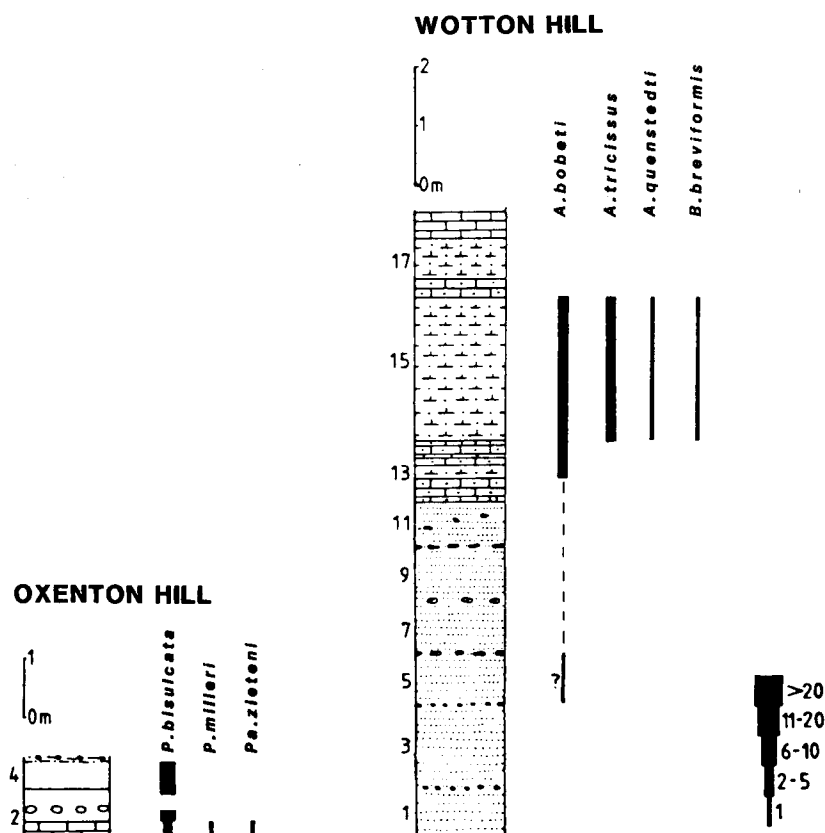 WOTTON HILL
2
1
0m
A.bobeti
A.tricissus
A.quenstedti
B.breviformis
17
15
13
11
9
7
?
5
3
1
OXENTON HILL
1
0m
P.bisulcata
P.milleri
Pa.zieteni
4
2
>20
11-20
6-10
2-5
1